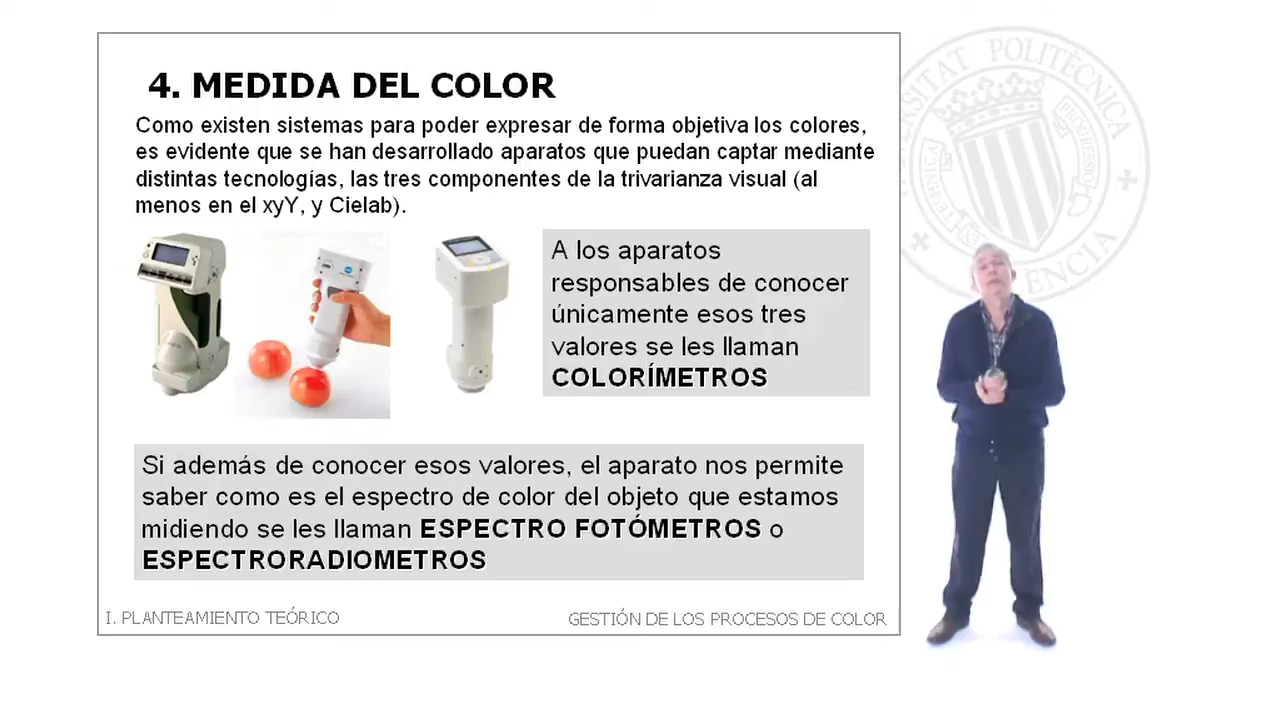 4. MEDIDA DEL COLOR
Como existen sistemas para poder expresar de forma objetiva los colores,
es evidente que se han desarrollado aparatos que puedan captar mediante
distintas tecnologías, las tres componentes de la trivarianza visual (al
menos en el xyY, y Cielab).
A los aparatos
responsables de conocer
únicamente esos tres
valores se les llaman
COLORÍMETROS
Si además de conocer esos valores, el aparato nos permite
saber como es el espectro de color del objeto que estamos
midiendo se les llaman ESPECTRO FOTÓMETROS o
ESPECTRORADIOMETROS
I. PLANTEAMIENTO TEÓRICO
GESTIÓN DE LOS PROCESOS DE COLOR
POLITÈCNICA